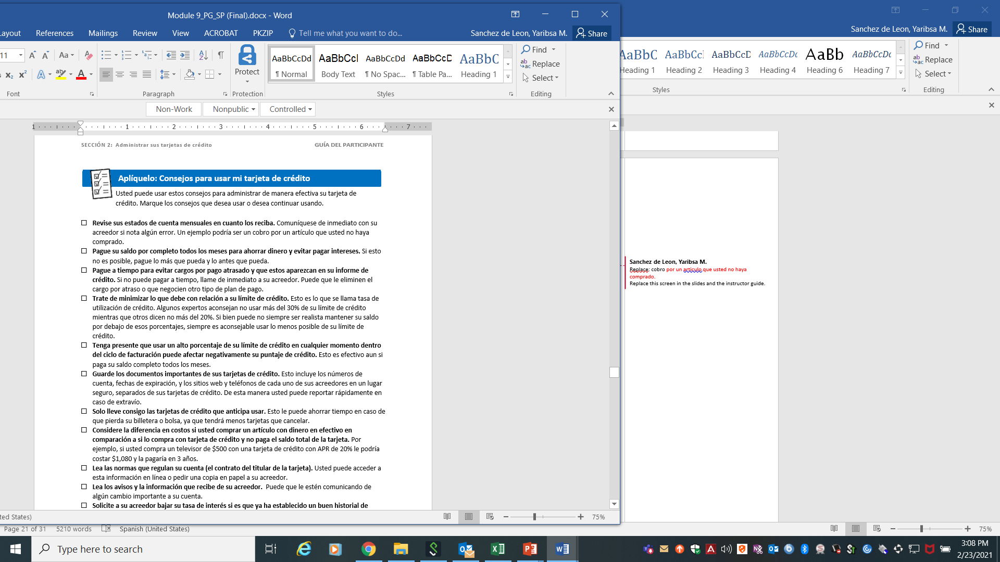 Module 9_PG_SP (Final).docx - Word
ayout References Mailings Review View ACROBAT PKZIP Tell me what you want to do... Sanchez de Leon, Yaribsa M. Share
11 Aa
Protect
AaBbCcDd AaBbCcI AaBbCcDd AaBbCcD AaBbC
¶ Normal Body Text ¶ No Spac... ¶ Table Pa... Heading 1
Find
Replace
Select
Font Paragraph Protection Styles Editing
Non-Work Nonpublic Controlled
1 1 2 3 4 5 6 7
SECCIÓN 2: Administrar sus tarjetas de crédito GUÍA DEL PARTICIPANTE
Aplíquelo: Consejos para usar mi tarjeta de crédito
Usted puede usar estos consejos para administrar de manera efectiva su tarjeta de
crédito. Marque los consejos que desea usar o desea continuar usando.
Revise sus estados de cuenta mensuales en cuanto los reciba. Comuníquese de inmediato con su
acreedor si nota algún error. Un ejemplo podría ser un cobro por un artículo que usted no haya
comprado.
Pague su saldo por completo todos los meses para ahorrar dinero y evitar pagar intereses. Si esto
no es posible, pague lo más que pueda y lo antes que pueda.
Pague a tiempo para evitar cargos por pago atrasado y que estos aparezcan en su informe de
crédito. Si no puede pagar a tiempo, llame de inmediato a su acreedor. Puede que le eliminen el
cargo por atraso o que negocien otro tipo de plan de pago.
Trate de minimizar lo que debe con relación a su límite de crédito. Esto es lo que se llama tasa de
utilización de crédito. Algunos expertos aconsejan no usar más del 30% de su límite de crédito
mientras que otros dicen no más del 20%. Si bien puede no siempre ser realista mantener su saldo
por debajo de esos porcentajes, siempre es aconsejable usar lo menos posible de su límite de
crédito.
Tenga presente que usar un alto porcentaje de su límite de crédito en cualquier momento dentro
del ciclo de facturación puede afectar negativamente su puntaje de crédito. Esto es efectivo aun si
paga su saldo completo todos los meses.
Guarde los documentos importantes de sus tarjetas de crédito. Esto incluye los números de
cuenta, fechas de expiración, y los sitios web y teléfonos de cada uno de sus acreedores en un lugar
seguro, separados de sus tarjetas de crédito. De esta manera usted puede reportar rápidamente en
caso de extravío.
Solo lleve consigo las tarjetas de crédito que anticipa usar. Esto le puede ahorrar tiempo en caso de
que pierda su billetera o bolsa, ya que tendrá menos tarjetas que cancelar.
Considere la diferencia en costos si usted comprar un artículo con dinero en efectivo en
comparación a si lo compra con tarjeta de crédito y no paga el saldo total de la tarjeta. Por
ejemplo, si usted compra un televisor de $500 con una tarjeta de crédito con APR de 20% le podría
costar $1,080 y la pagaría en 3 años.
Lea las normas que regulan su cuenta (el contrato del titular de la tarjeta). Usted puede acceder a
esta información en línea o pedir una copia en papel a su acreedor.
Lea los avisos y la información que recibe de su acreedor. Puede que le estén comunicando de
algún cambio importante a su cuenta.
Solicite a su acreedor bajar su tasa de interés si es que ya ha establecido un buen historial de
ted States) 75%
Sanchez de Leon, Yaribsa M. Share
AaBbC AaBbCcI AaBbCcD AaBbCcDc AaBb AaBbCcDc
Heading 1 Heading 2 Heading 3 Heading 4 Heading 6 Heading 7
Find
Replace
Select
Styles Editing
Sanchez de Leon, Yaribsa M.
Replace: cobro por un articulo que usted no haya
comprado.
Replace this screen in the slides and the instructor guide.
Page 21 of 31 5210 words Spanish (United States) 75%
Type here to search
3:08 PM
2/23/2021